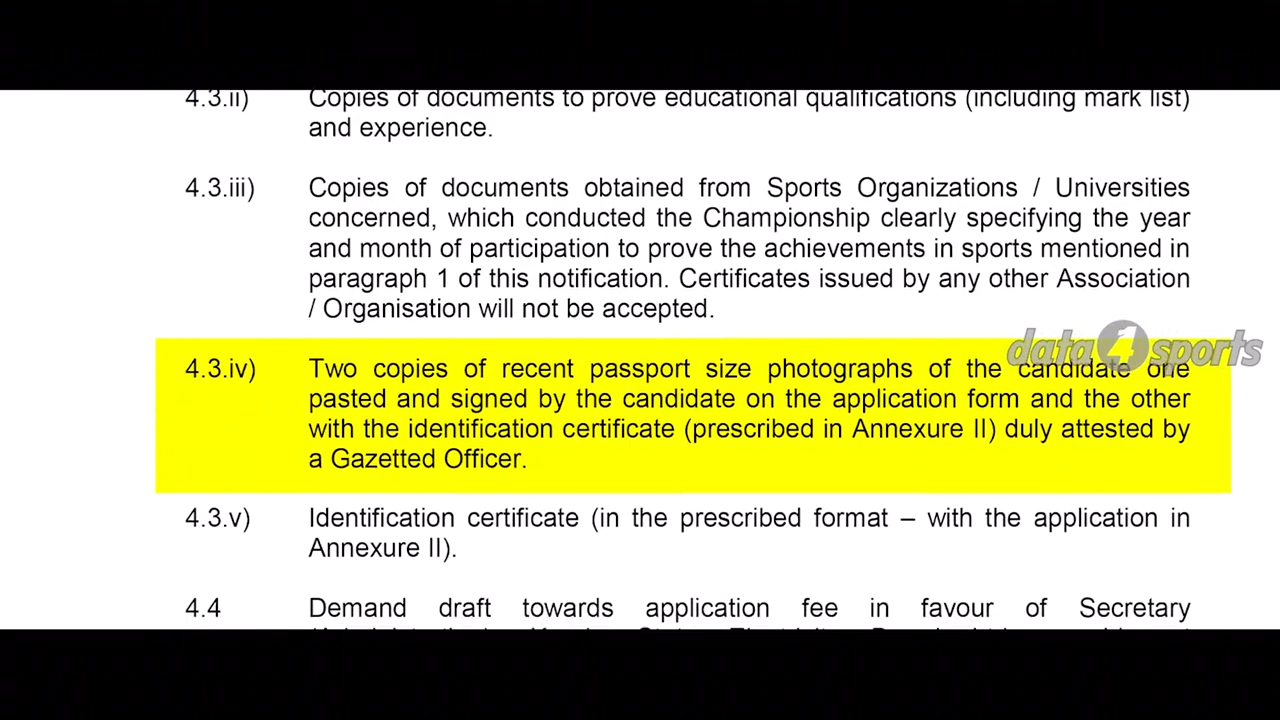 4.3.ii) Copies of documents to prove educational qualifications (including mark list)
and experience.
4.3.iii) Copies of documents obtained from Sports Organizations / Universities
concerned, which conducted the Championship clearly specifying the year
and month of participation to prove the achievements in sports mentioned in
paragraph 1 of this notification. Certificates issued by any other Association
/ Organisation will not be accepted.
data4sports
4.3.iv) Two copies of recent passport size photographs of the candidate one
pasted and signed by the candidate on the application form and the other
with the identification certificate (prescribed in Annexure II) duly attested by
a Gazetted Officer.
4.3.v) Identification certificate (in the prescribed format – with the application in
Annexure II).
4.4 Demand draft towards application fee in favour of Secretary